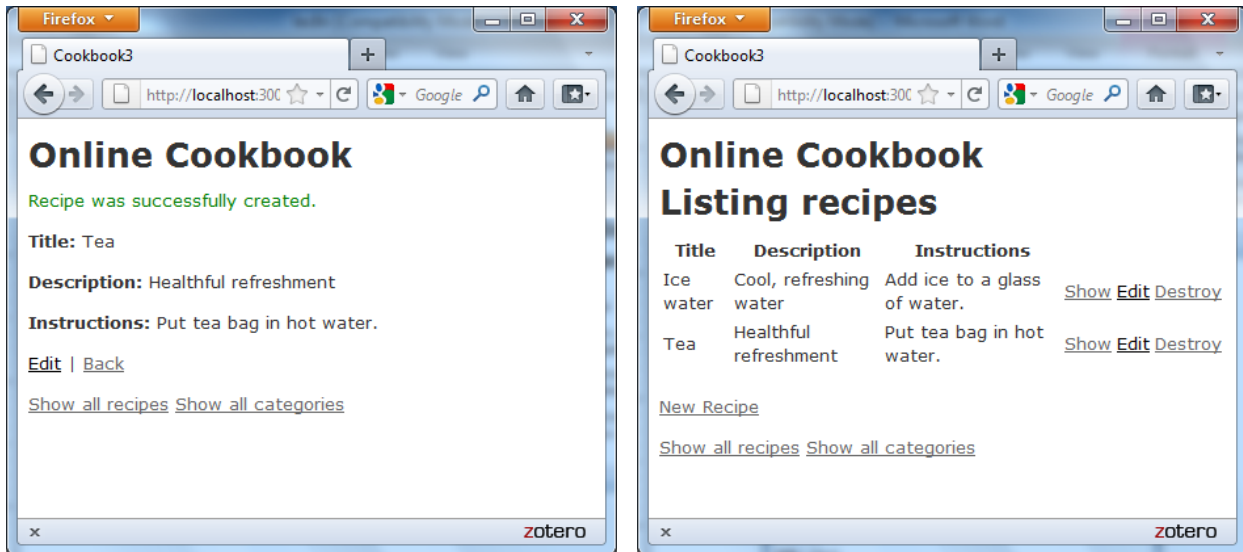 Firefox
Cookbook3
http://localhost:300
Google
Online Cookbook
Recipe was successfully created.
Title: Tea
Description: Healthful refreshment
Instructions: Put tea bag in hot water.
Edit | Back
Show all recipes Show all categories
x
zotero
Firefox
Cookbook3
http://localhost:300
Google
Online Cookbook
Listing recipes
Title Description Instructions
Ice Cool, refreshing Add ice to a glass
water water of water.
Show Edit Destroy
Tea Healthful Put tea bag in hot
refreshment water.
Show Edit Destroy
New Recipe
Show all recipes Show all categories
x
zotero